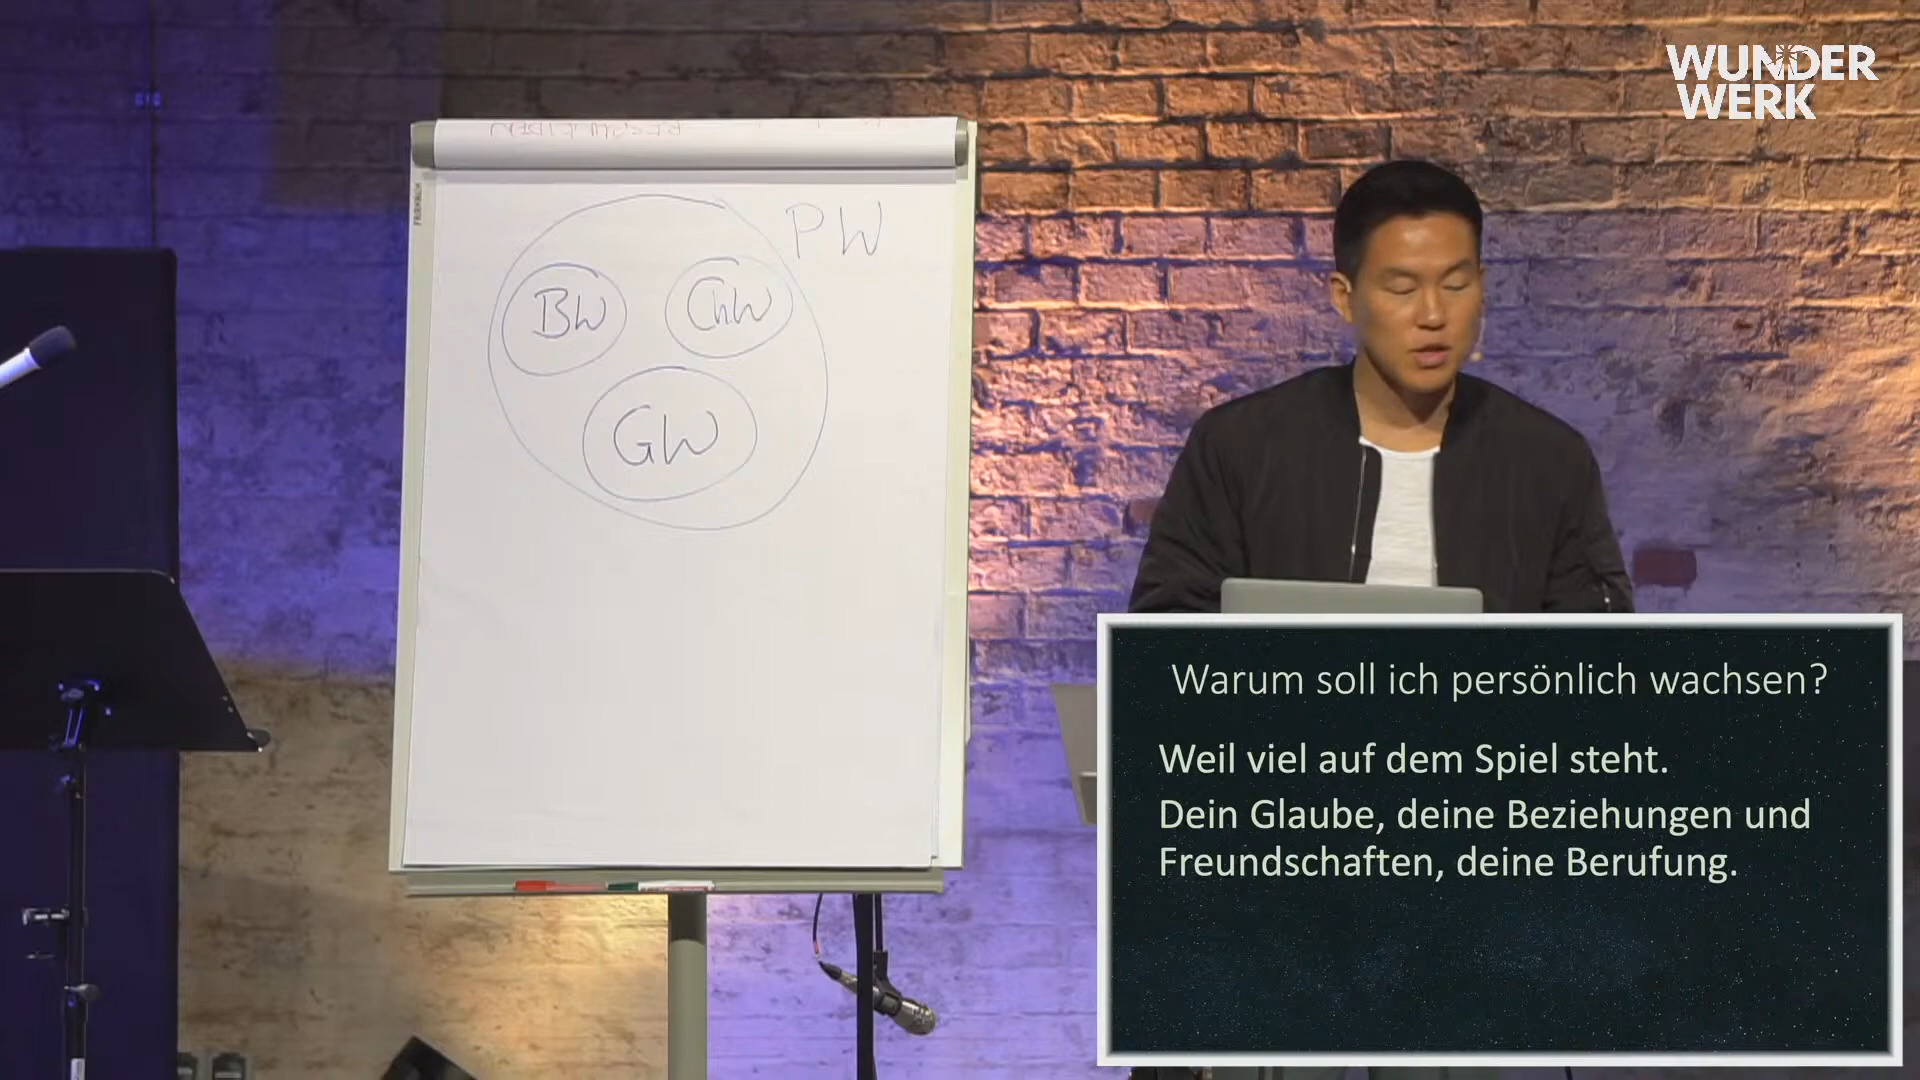 WUNDER
WERK
PW
BW
ChW
GW
Warum soll ich persönlich wachsen?
Weil viel auf dem Spiel steht.
Dein Glaube, deine Beziehungen und
Freundschaften, deine Berufung.